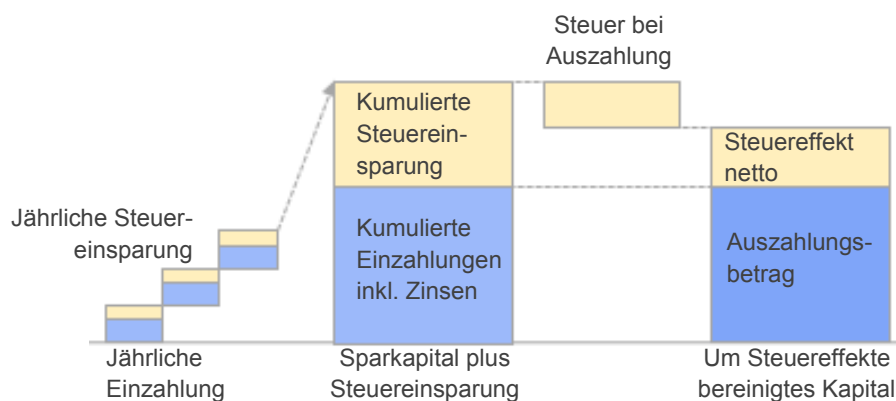 Steuer bei
Auszahlung
Kumulierte
Steuerein-
sparung
Steuereffekt
netto
Jährliche Steuer-
einsparung
Kumulierte
Einzahlungen
inkl. Zinsen
Auszahlungs-
betrag
Jährliche
Einzahlung
Sparkapital plus
Steuereinsparung
Um Steuereffekte
bereinigtes Kapital